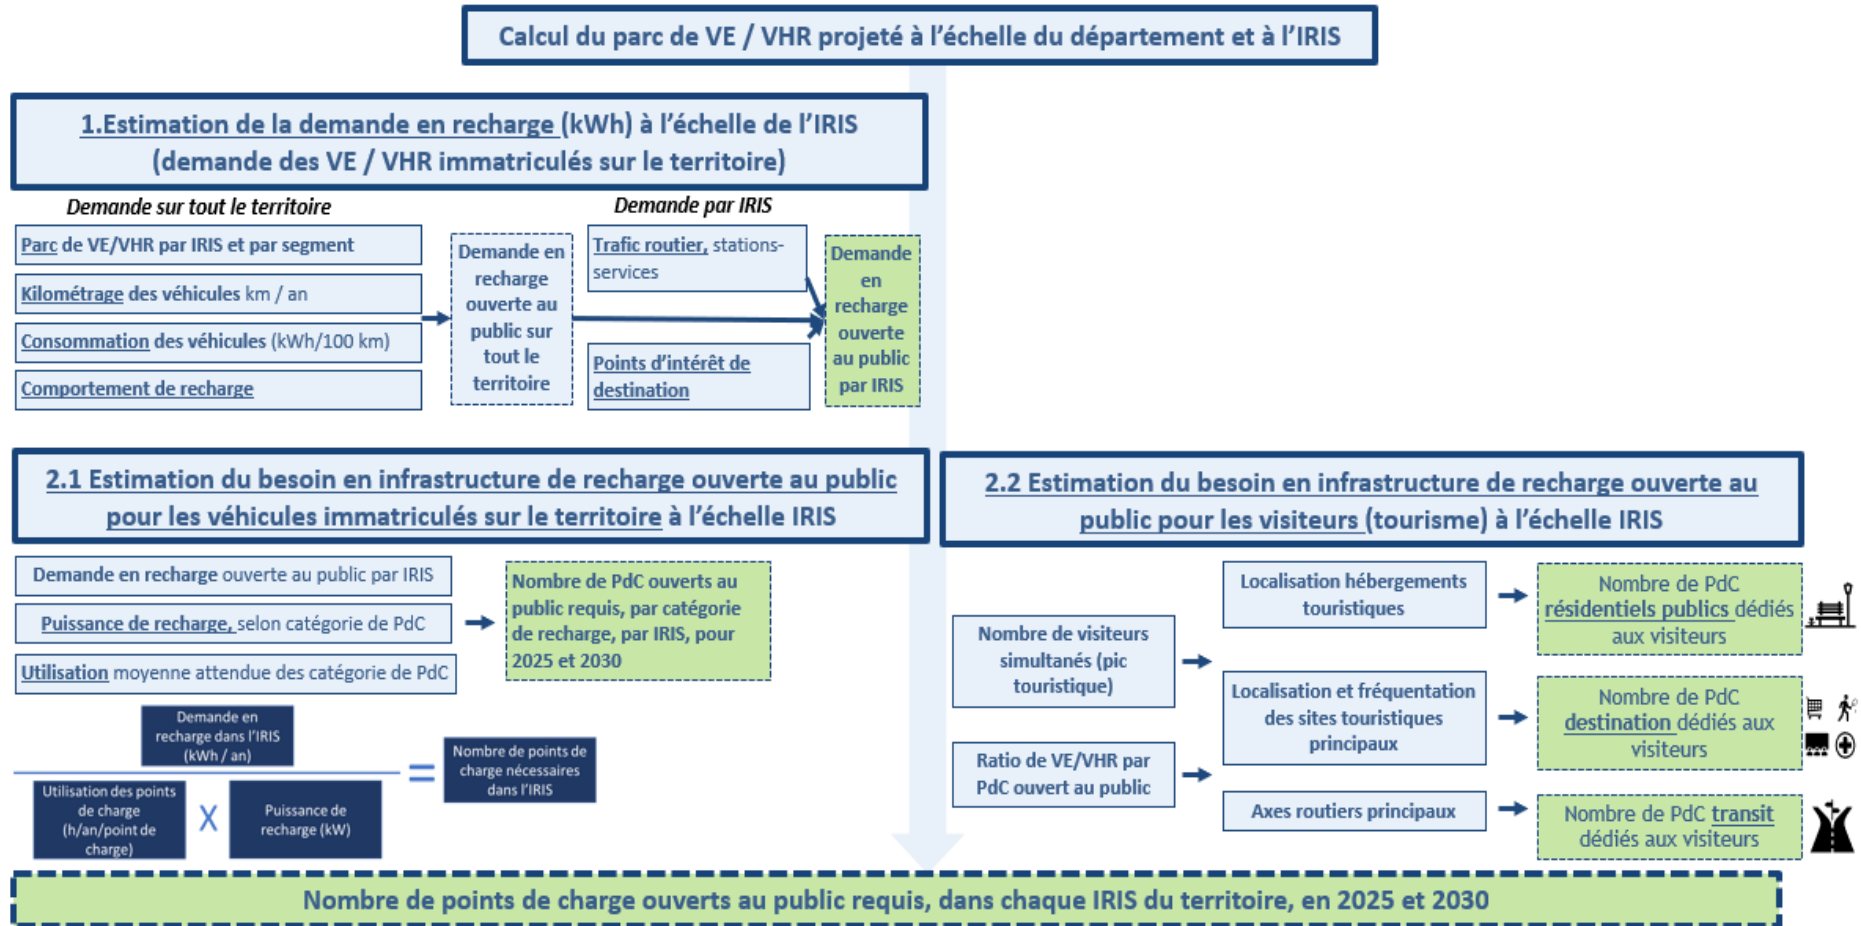 Calcul du parc de VE / VHR projeté à l'échelle du département et à l'IRIS
1.Estimation de la demande en recharge (kWh) à l'échelle de l'IRIS
(demande des VE / VHR immatriculés sur le territoire)
Demande sur tout le territoire
Parc de VE/VHR par IRIS et par segment
Kilométrage des véhicules km / an
Consommation des véhicules (kWh/100 km)
Comportement de recharge
Demande en
recharge
ouverte au
public sur
tout le
territoire
Demande par IRIS
Trafic routier, stations-
services
Points d'intérêt de
destination
Demande
en
recharge
ouverte
au public
par IRIS
2.1 Estimation du besoin en infrastructure de recharge ouverte au public
pour les véhicules immatriculés sur le territoire à l'échelle IRIS
Demande en recharge ouverte au public par IRIS
Puissance de recharge, selon catégorie de PdC
Utilisation moyenne attendue des catégorie de PdC
Nombre de PdC ouverts au
public requis, par catégorie
de recharge, par IRIS, pour
2025 et 2030
Demande en
recharge dans l'IRIS
(kWh / an)
Utilisation des points
de charge
(h/an/point de
charge)
X
Puissance de
recharge (kW)
=
Nombre de points de
charge nécessaires
dans l'IRIS
2.2 Estimation du besoin en infrastructure de recharge ouverte au
public pour les visiteurs (tourisme) à l'échelle IRIS
Nombre de visiteurs
simultanés (pic
touristique)
Ratio de VE/VHR par
PdC ouvert au public
Localisation hébergements
touristiques
Localisation et fréquentation
des sites touristiques
principaux
Axes routiers principaux
Nombre de PdC
résidentiels publics dédiés
aux visiteurs
Nombre de PdC
destination dédiés aux
visiteurs
Nombre de PdC transit
dédiés aux visiteurs
Nombre de points de charge ouverts au public requis, dans chaque IRIS du territoire, en 2025 et 2030